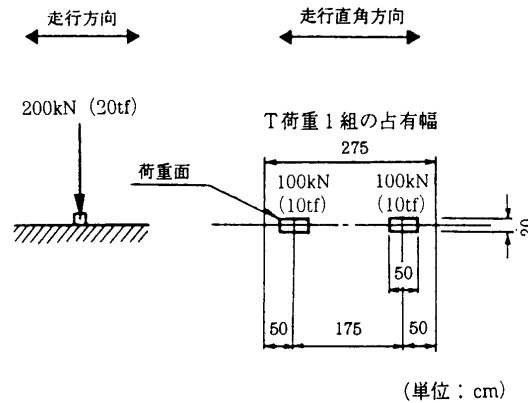 走行方向
走行直角方向
200kN (20tf)
T荷重1組の占有幅
275
荷重面
100kN
(10tf)
100kN
(10tf)
20
50
50
175
50
(単位：cm)